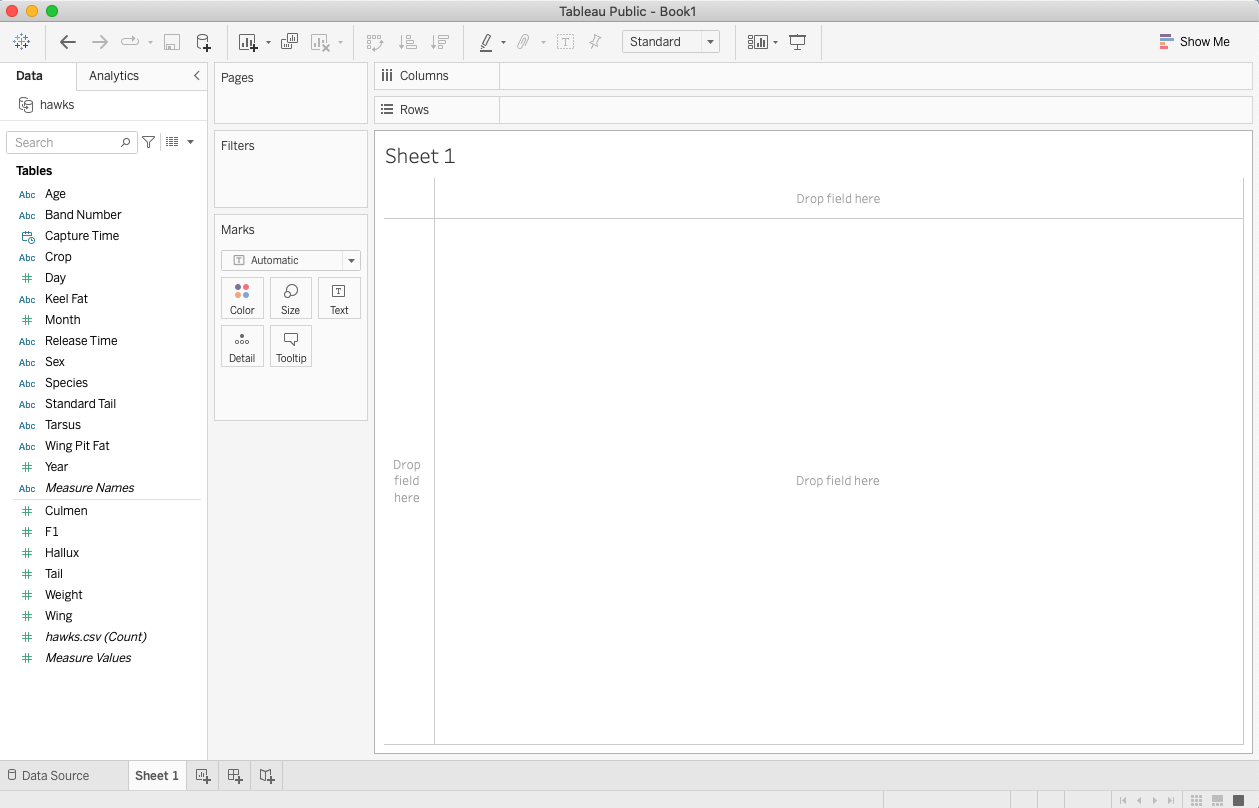 Tableau Public - Book1
Standard
Show Me
Data
Analytics
hawks
Search
Tables
Abc Age
Abc Band Number
Capture Time
Abc Crop
# Day
Abc Keel Fat
# Month
Abc Release Time
Abc Sex
Abc Species
Abc Standard Tail
Abc Tarsus
Abc Wing Pit Fat
# Year
Abc Measure Names
# Culmen
# F1
# Hallux
# Tail
# Weight
# Wing
# hawks.csv (Count)
# Measure Values
Pages
Filters
Marks
T Automatic
Color
Size
T
Text
Detail
Tooltip
Columns
Rows
Sheet 1
Drop field here
Drop
field
here
Drop field here
Data Source
Sheet 1